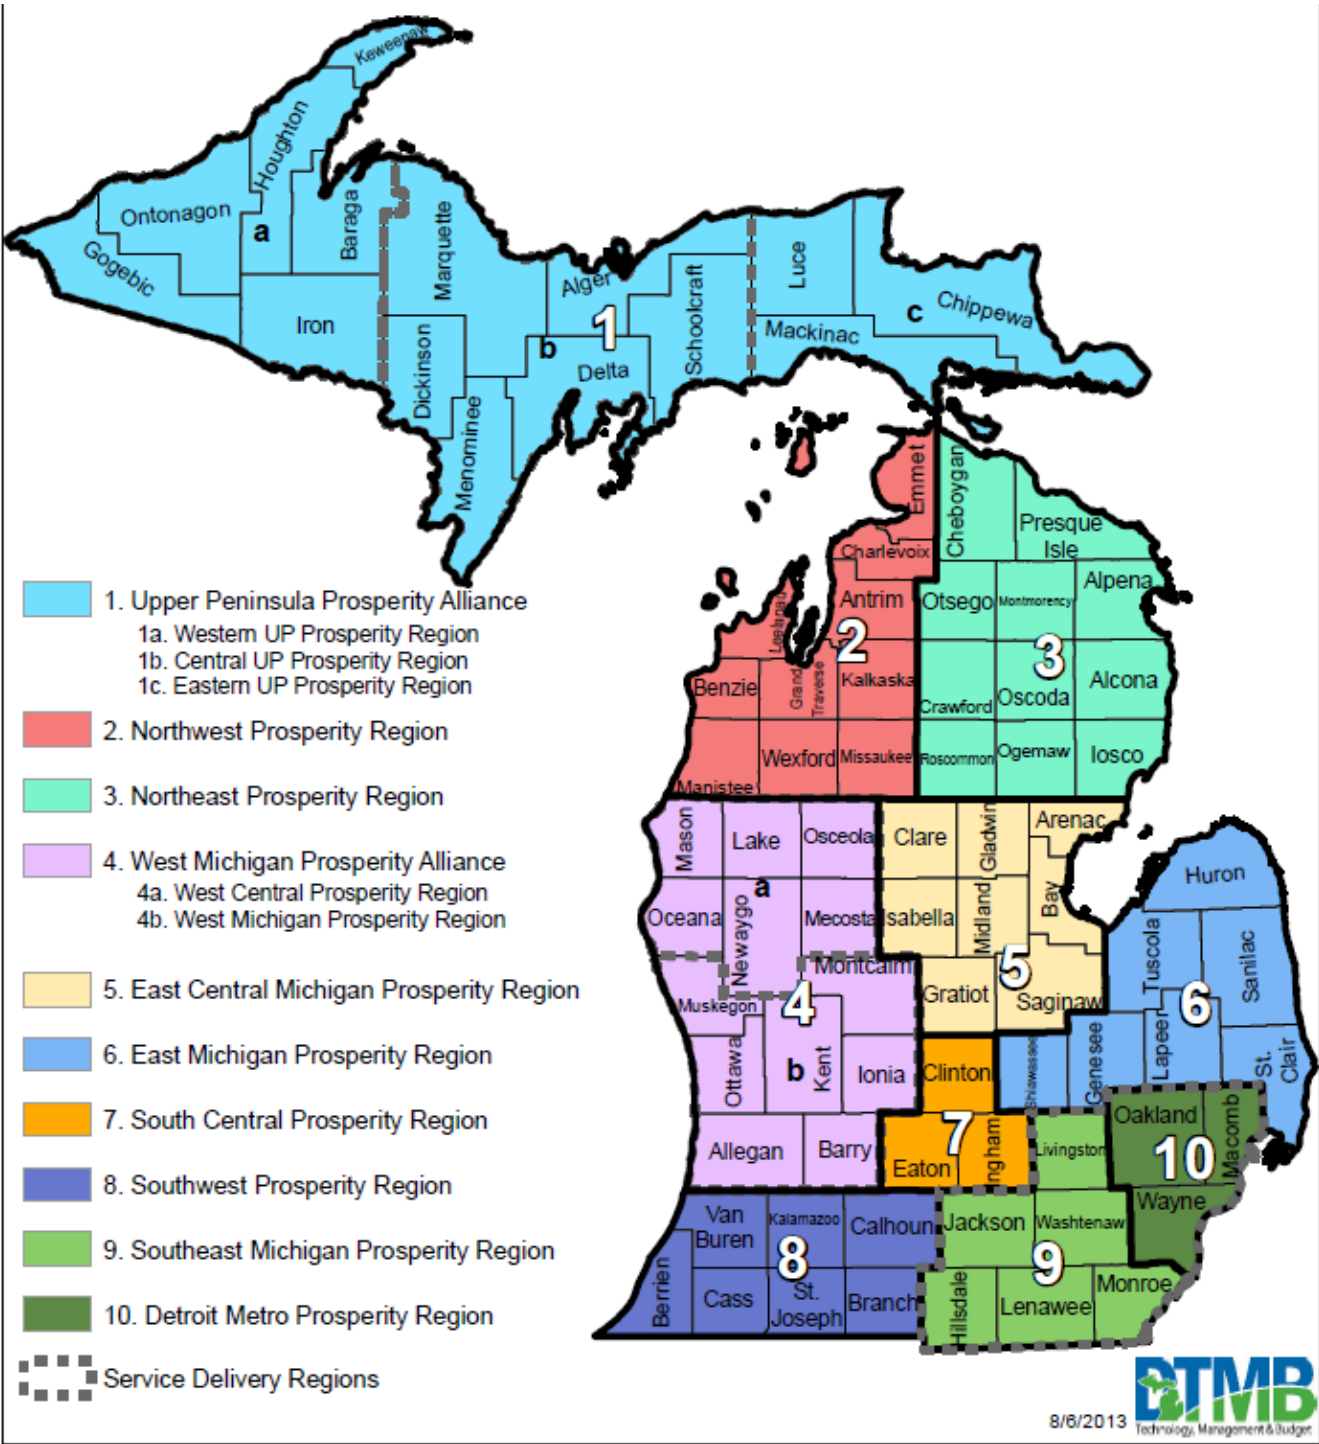 Keweenaw
Houghton
Ontonagon
a
Baraga
Gogebic
Iron
Marquette
Alger
Luce
Schoolcraft
c
Chippewa
Mackinac
1
b
Dickinson
Delta
Menominee
Emmet
Cheboygan
Presque
Isle
Charlevoix
Antrim
Otsego
Montmorency
Alpena
Leelanau
2
3
Benzie
Grand
Traverse
Kalkaska
Crawford
Oscoda
Alcona
Manistee
Wexford
Missaukee
Roscommon
Ogemaw
Iosco
1. Upper Peninsula Prosperity Alliance
1a. Western UP Prosperity Region
1b. Central UP Prosperity Region
1c. Eastern UP Prosperity Region
2. Northwest Prosperity Region
3. Northeast Prosperity Region
4. West Michigan Prosperity Alliance
4a. West Central Prosperity Region
4b. West Michigan Prosperity Region
5. East Central Michigan Prosperity Region
6. East Michigan Prosperity Region
7. South Central Prosperity Region
8. Southwest Prosperity Region
9. Southeast Michigan Prosperity Region
10. Detroit Metro Prosperity Region
Service Delivery Regions
Mason
Lake
Osceola
Clare
Gladwin
Arenac
a
Oceana
Newaygo
Mecosta
Isabella
Midland
Bay
Huron
Montcalm
Muskegon
4
Gratiot
5
Saginaw
Tuscola
Sanilac
6
Ottawa
Kent
b
Ionia
Clinton
Shiawassee
Genesee
Lapeer
St.
Clair
Allegan
Barry
Eaton
7
Ingham
Livingston
Oakland
Macomb
10
Wayne
Van
Buren
Kalamazoo
Calhoun
Jackson
Washtenaw
8
9
Berrien
Cass
St.
Joseph
Branch
Hillsdale
Lenawee
Monroe
8/6/2013
DTMB
Technology, Management & Budget